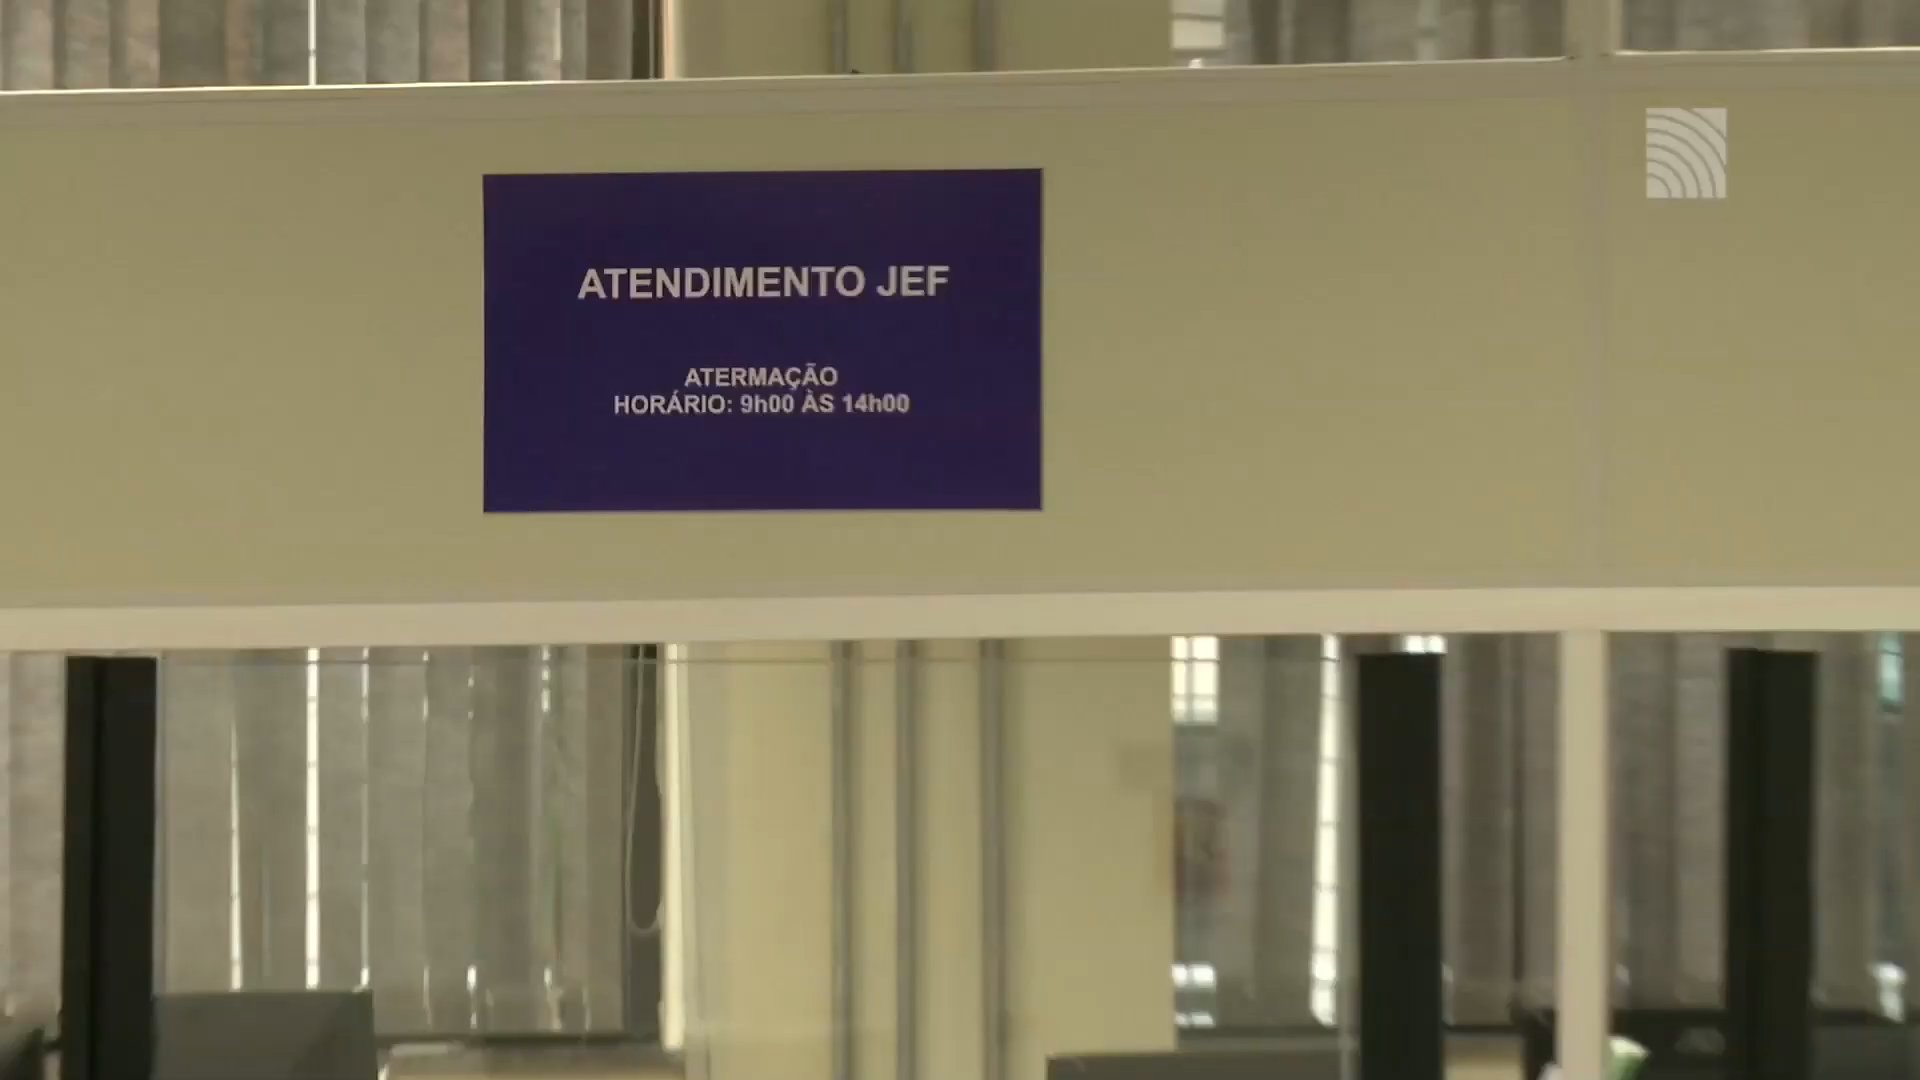 ATENDIMENTO JEF
ATERMAÇÃO
HORÁRIO: 9h00 ÀS 14h00